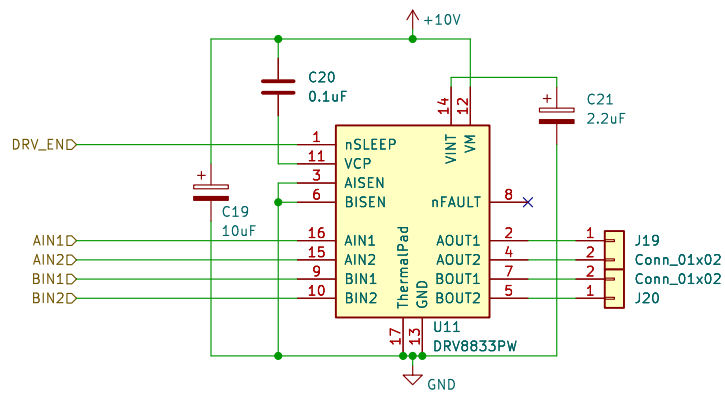 +10V
C20
0.1uF
14
12
+
C21
2.2uF
DRV_EN
1
nSLEEP
VINT
VM
11
VCP
3
AISEN
+
6
BISEN
nFAULT
8
C19
10uF
AIN1
16
AIN1
AOUT1
2
1
J19
AIN2
15
AIN2
AOUT2
4
2
Conn_01x02
BIN1
9
BIN1
BOUT1
7
2
Conn_01x02
BIN2
10
BIN2
BOUT2
5
1
J20
ThermalPad
GND
17
13
U11
DRV8833PW
GND